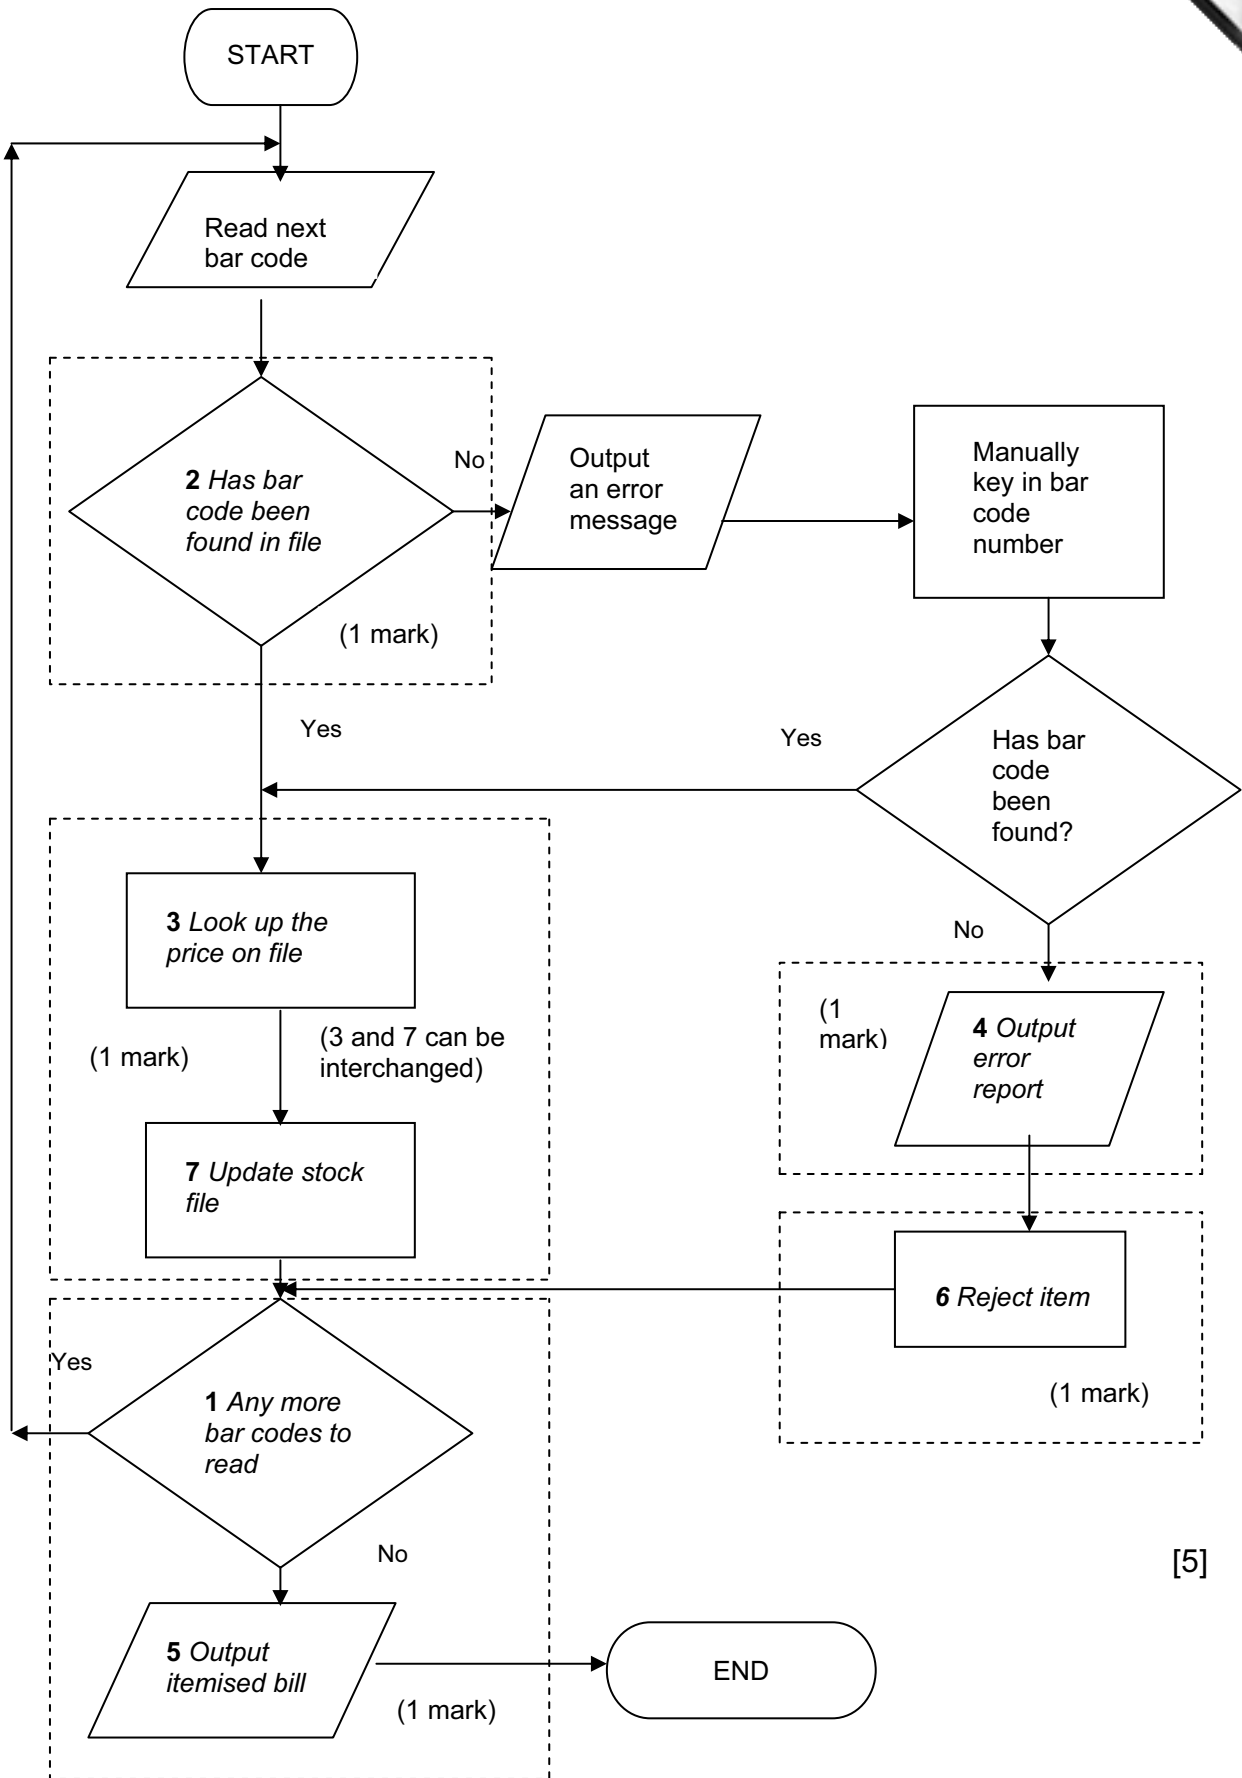 START
Read next
bar code
2 Has bar
code been
found in file
No
(1 mark)
Output
an error
message
Manually
key in bar
code
number
Yes
Yes
Has bar
code
been
found?
No
3 Look up the
price on file
(1 mark)
(3 and 7 can be
interchanged)
7 Update stock
file
(1
mark)
4 Output
error
report
6 Reject item
(1 mark)
Yes
1 Any more
bar codes to
read
No
[5]
5 Output
itemised bill
(1 mark)
END